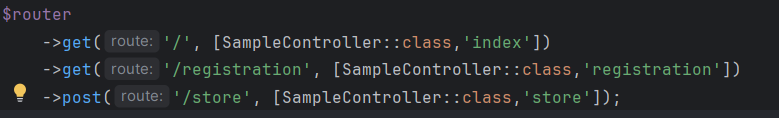 $router
->get( route: '/', [SampleController::class,'index'])
->get( route: '/registration', [SampleController::class,'registration'])
->post( route: '/store', [SampleController::class,'store']);